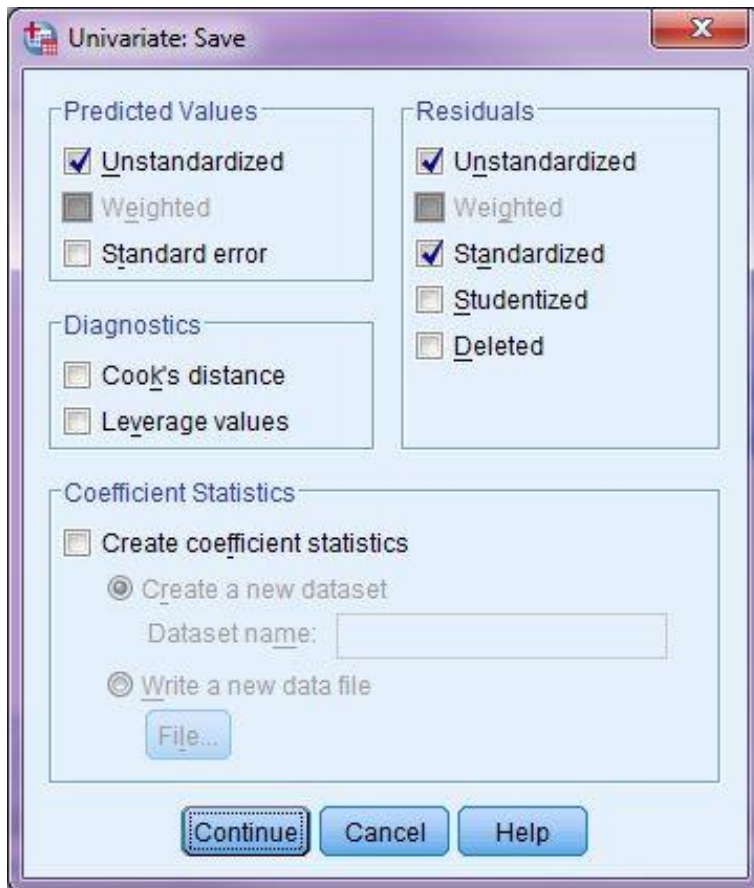 Univariate: Save
Predicted Values
Unstandardized
Weighted
Standard error
Diagnostics
Cook's distance
Leverage values
Residuals
Unstandardized
Weighted
Standardized
Studentized
Deleted
Coefficient Statistics
Create coefficient statistics
Create a new dataset
Dataset name:
Write a new data file
File...
Continue Cancel Help